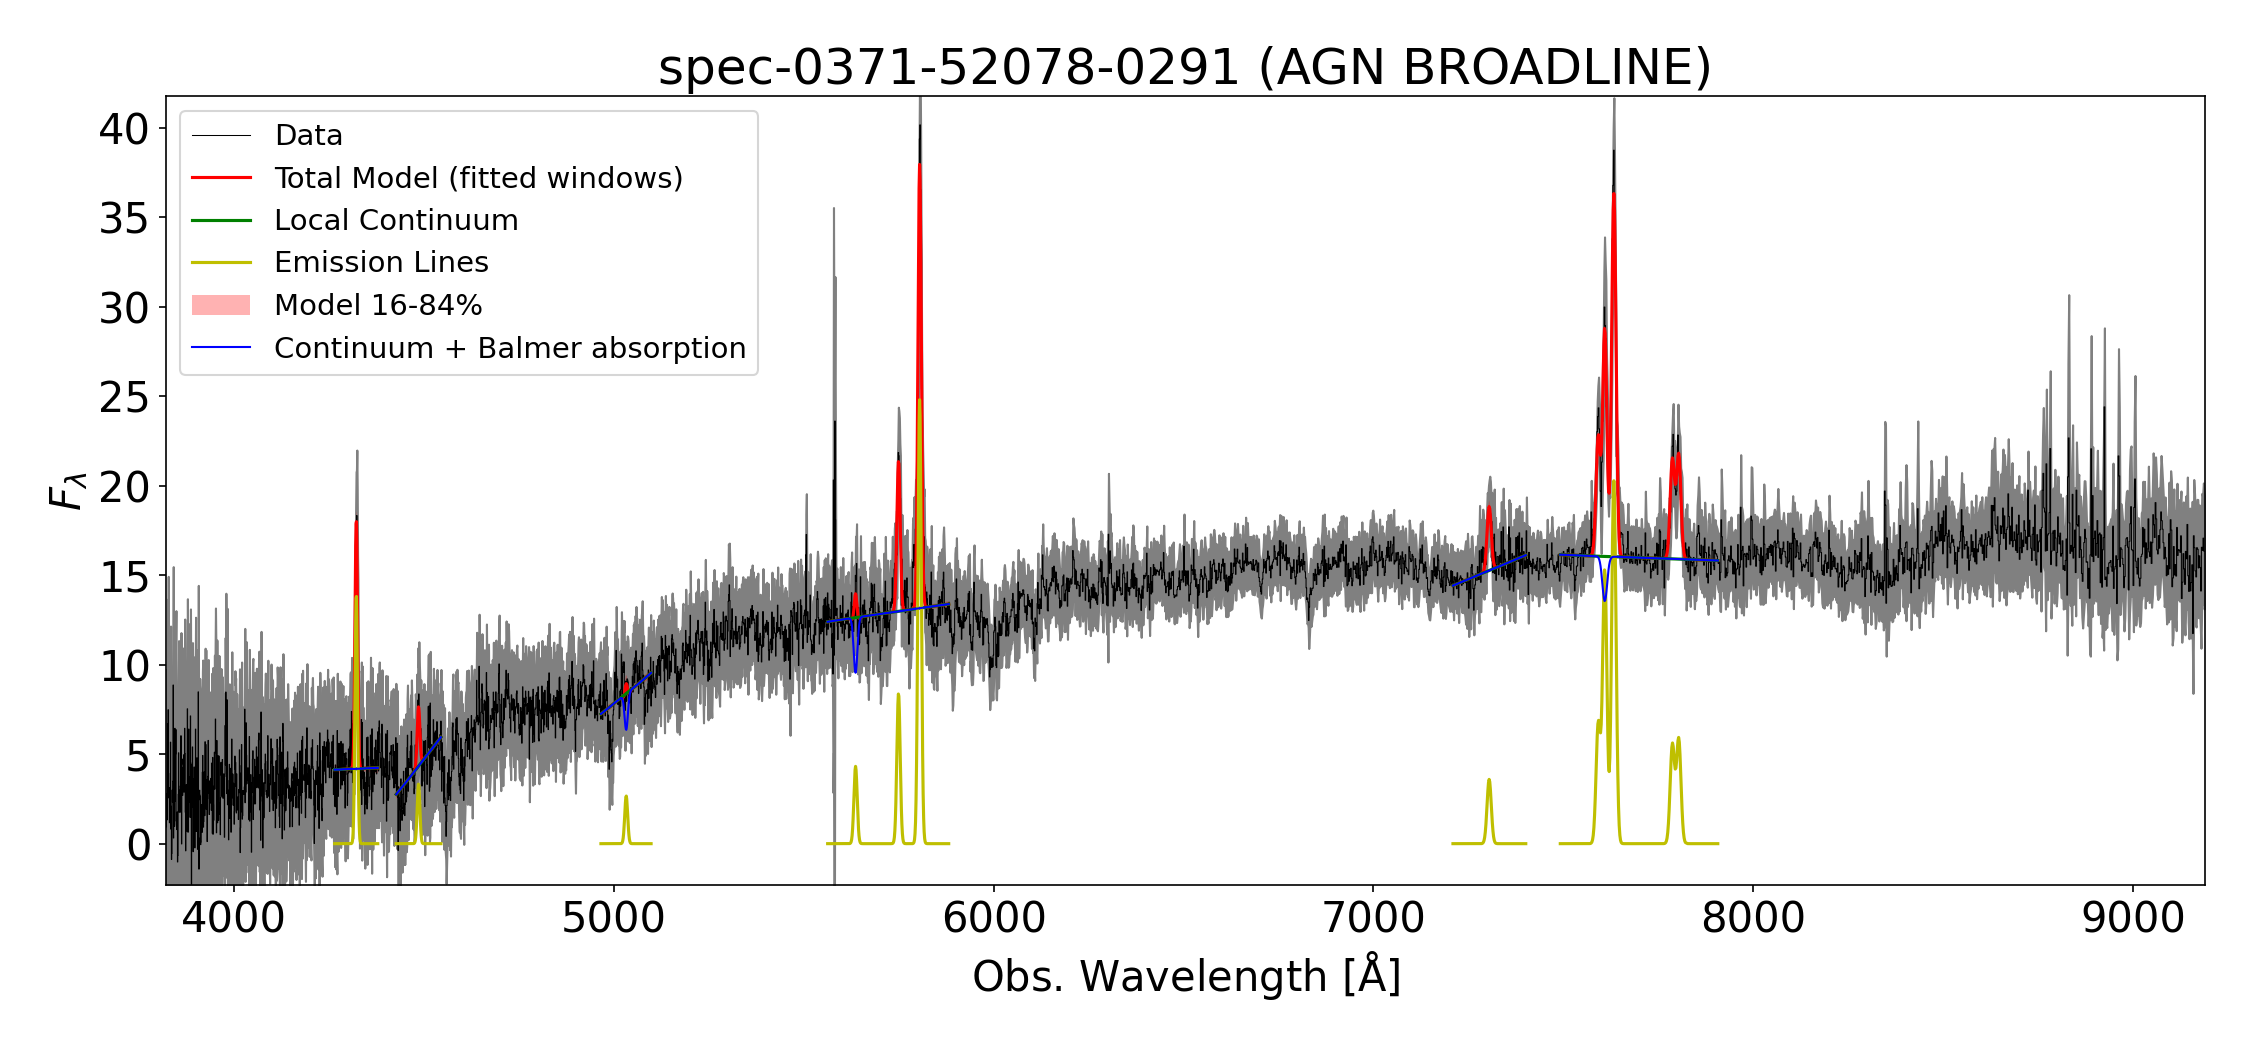 spec-0371-52078-0291 (AGN BROADLINE)
Data
Total Model (fitted windows)
Local Continuum
Emission Lines
Model 16-84%
Continuum + Balmer absorption
40
35
30
25
20
15
10
5
0
Fλ
4000 5000 6000 7000 8000 9000
Obs. Wavelength [Å]